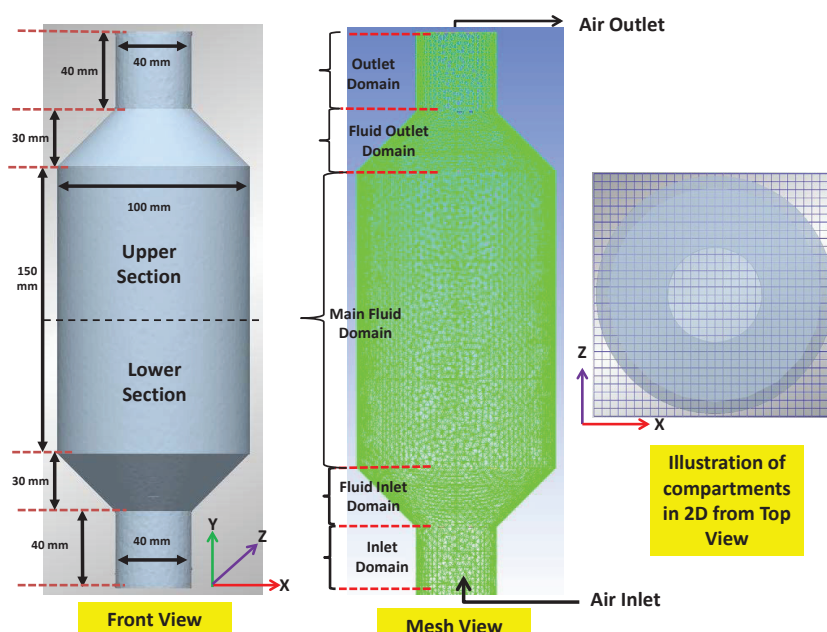 40 mm
40 mm
30 mm
100 mm
Upper
Section
150
mm
Lower
Section
30 mm
40 mm
40 mm
Y
Z
X
Front View
Air Outlet
Outlet
Domain
Fluid Outlet
Domain
Main Fluid
Domain
Fluid Inlet
Domain
Inlet
Domain
Air Inlet
Mesh View
Z
X
Illustration of
compartments
in 2D from Top
View